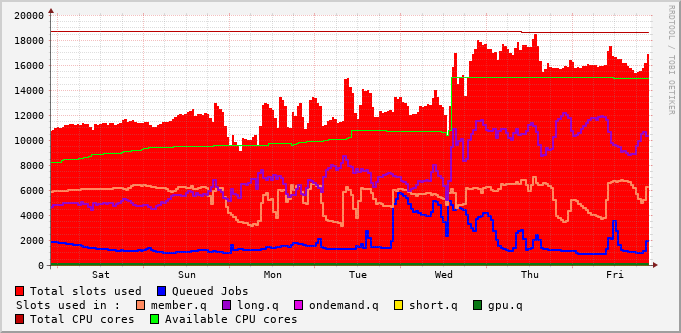 20000
18000
16000
14000
12000
10000
8000
6000
4000
2000
0
Sat Sun Mon Tue Wed Thu Fri
Total slots used Queued Jobs
Slots used in : member.q long.q ondemand.q short.q gpu.q
Total CPU cores Available CPU cores
RRDTOOL / TOBI OETIKER